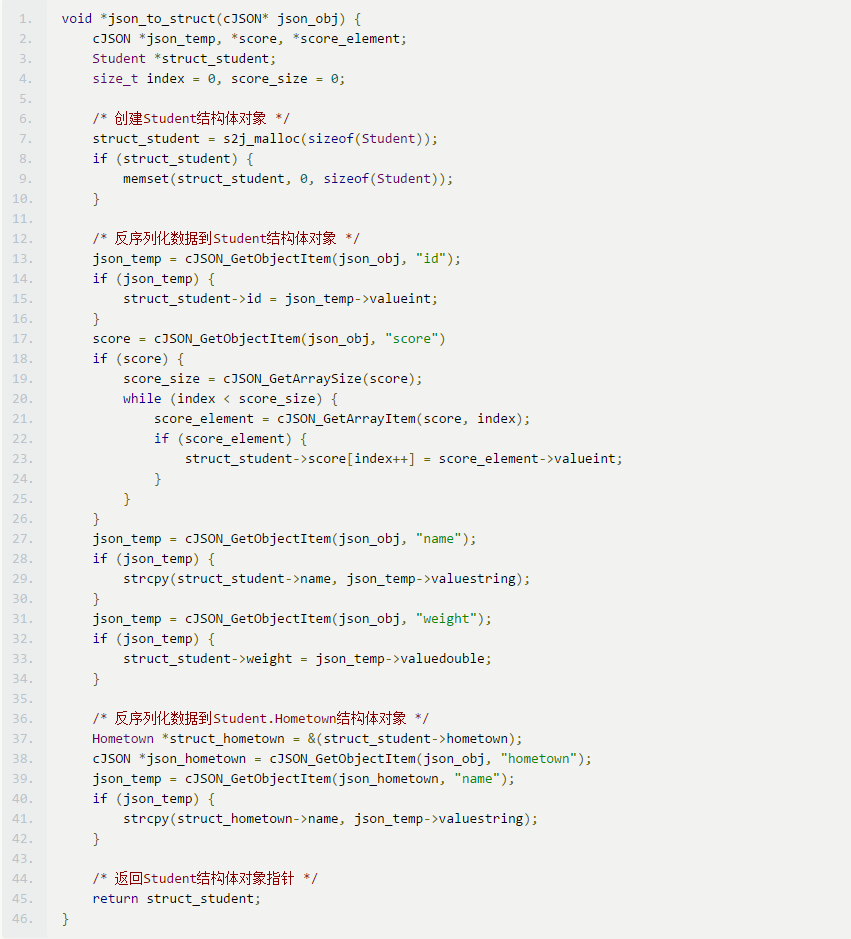 1. void *json_to_struct(cJSON* json_obj) {
2.     cJSON *json_temp, *score, *score_element;
3.     Student *struct_student;
4.     size_t index = 0, score_size = 0;
5.
6.     /* 创建Student结构体对象 */
7.     struct_student = s2j_malloc(sizeof(Student));
8.     if (struct_student) {
9.         memset(struct_student, 0, sizeof(Student));
10.     }
11.
12.     /* 反序列化数据到Student结构体对象 */
13.     json_temp = cJSON_GetObjectItem(json_obj, "id");
14.     if (json_temp) {
15.         struct_student->id = json_temp->valueint;
16.     }
17.     score = cJSON_GetObjectItem(json_obj, "score")
18.     if (score) {
19.         score_size = cJSON_GetArraySize(score);
20.         while (index < score_size) {
21.             score_element = cJSON_GetArrayItem(score, index);
22.             if (score_element) {
23.                 struct_student->score[index++] = score_element->valueint;
24.             }
25.         }
26.     }
27.     json_temp = cJSON_GetObjectItem(json_obj, "name");
28.     if (json_temp) {
29.         strcpy(struct_student->name, json_temp->valuestring);
30.     }
31.     json_temp = cJSON_GetObjectItem(json_obj, "weight");
32.     if (json_temp) {
33.         struct_student->weight = json_temp->valuedouble;
34.     }
35.
36.     /* 反序列化数据到Student.Hometown结构体对象 */
37.     Hometown *struct_hometown = &(struct_student->hometown);
38.     cJSON *json_hometown = cJSON_GetObjectItem(json_obj, "hometown");
39.     json_temp = cJSON_GetObjectItem(json_hometown, "name");
40.     if (json_temp) {
41.         strcpy(struct_hometown->name, json_temp->valuestring);
42.     }
43.
44.     /* 返回Student结构体对象指针 */
45.     return struct_student;
46. }